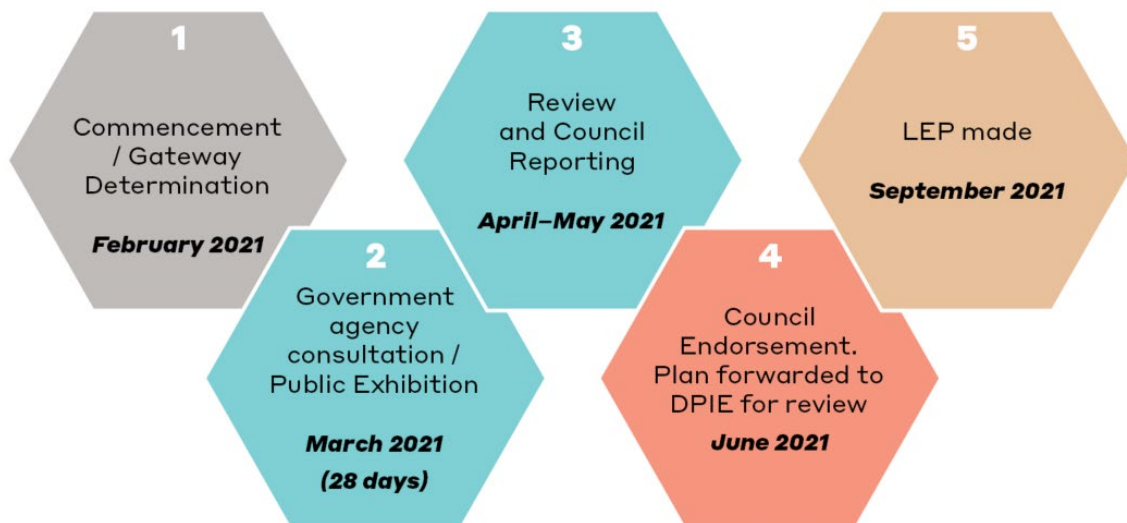 1
Commencement
/ Gateway
Determination
February 2021
2
Government
agency
consultation /
Public Exhibition
March 2021
(28 days)
3
Review
and Council
Reporting
April–May 2021
4
Council
Endorsement.
Plan forwarded to
DPIE for review
June 2021
5
LEP made
September 2021